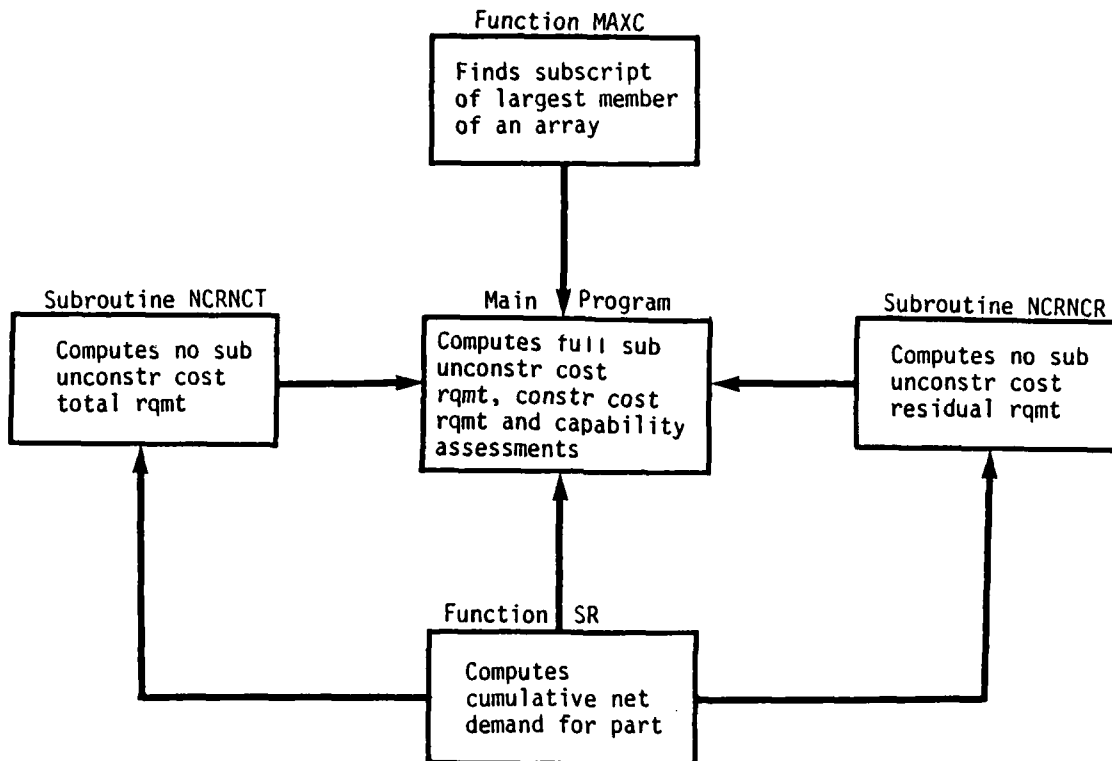 Function MAXC
Finds subscript
of largest member
of an array
Subroutine NCRNCT
Computes no sub
unconstr cost
total rqmt
Main Program
Computes full sub
unconstr cost
rqmt, constr cost
rqmt and capability
assessments
Subroutine NCRNCR
Computes no sub
unconstr cost
residual rqmt
Function SR
Computes
cumulative net
demand for part